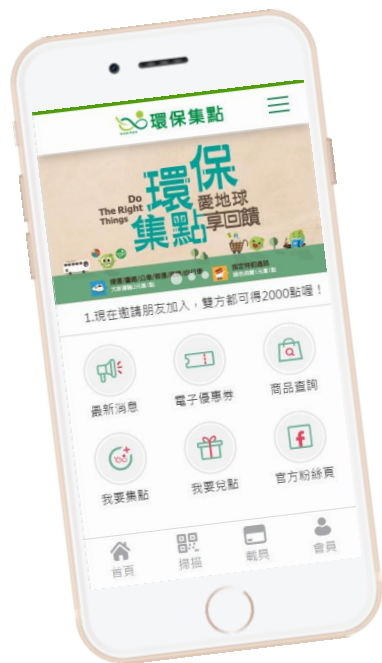 環保集點
Do
The Right
Things
環保
集點
愛地球
享回饋
1.現在邀請朋友加入，雙方都可得2000點喔！
最新消息
電子優惠券
商品查詢
我要集點
我要兌點
官方粉絲頁
首頁
掃描
載具
會員